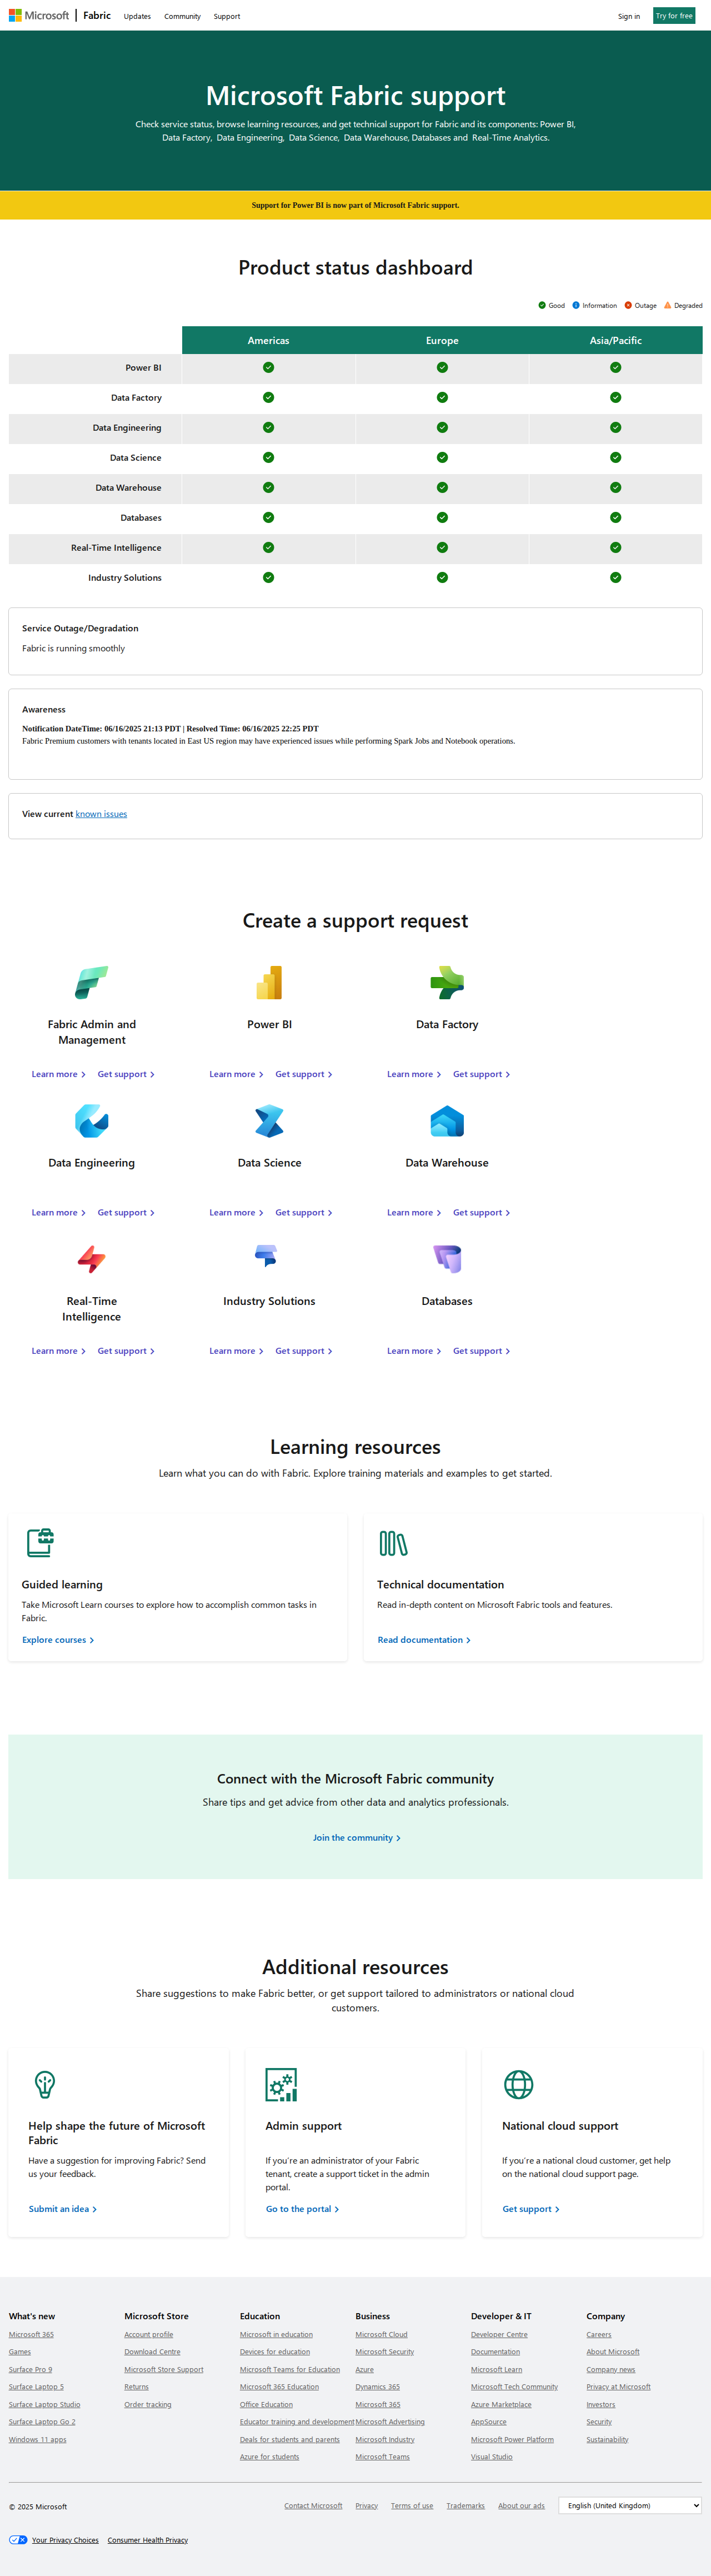 Microsoft | Fabric Updates Community Support Sign in Try for free
Microsoft Fabric support
Check service status, browse learning resources, and get technical support for Fabric and its components: Power BI,
Data Factory, Data Engineering, Data Science, Data Warehouse, Databases and Real-Time Analytics.
Support for Power BI is now part of Microsoft Fabric support.
Product status dashboard
Good Information Outage Degraded
Americas Europe Asia/Pacific
Power BI
Data Factory
Data Engineering
Data Science
Data Warehouse
Databases
Real-Time Intelligence
Industry Solutions
Service Outage/Degradation
Fabric is running smoothly
Awareness
Notification DateTime: 06/16/2025 21:13 PDT | Resolved Time: 06/16/2025 22:25 PDT
Fabric Premium customers with tenants located in East US region may have experienced issues while performing Spark Jobs and Notebook operations.
View current known issues
Create a support request
Fabric Admin and
Management
Power BI
Data Factory
Learn more Get support Learn more Get support Learn more Get support
Data Engineering Data Science Data Warehouse
Learn more Get support Learn more Get support Learn more Get support
Real-Time
Intelligence
Industry Solutions
Databases
Learn more Get support Learn more Get support Learn more Get support
Learning resources
Learn what you can do with Fabric. Explore training materials and examples to get started.
Guided learning
Take Microsoft Learn courses to explore how to accomplish common tasks in
Fabric.
Explore courses
Technical documentation
Read in-depth content on Microsoft Fabric tools and features.
Read documentation
Connect with the Microsoft Fabric community
Share tips and get advice from other data and analytics professionals.
Join the community
Additional resources
Share suggestions to make Fabric better, or get support tailored to administrators or national cloud
customers.
Help shape the future of Microsoft
Fabric
Have a suggestion for improving Fabric? Send
us your feedback.
Submit an idea
Admin support
If you're an administrator of your Fabric
tenant, create a support ticket in the admin
portal.
Go to the portal
National cloud support
If you're a national cloud customer, get help
on the national cloud support page.
Get support
What's new
Microsoft 365
Games
Surface Pro 9
Surface Laptop 5
Surface Laptop Studio
Surface Laptop Go 2
Windows 11 apps
Microsoft Store
Account profile
Download Centre
Microsoft Store Support
Returns
Order tracking
Education
Microsoft in education
Devices for education
Microsoft Teams for Education
Microsoft 365 Education
Office Education
Educator training and development
Deals for students and parents
Azure for students
Business
Microsoft Cloud
Microsoft Security
Azure
Dynamics 365
Microsoft 365
Microsoft Advertising
Microsoft Industry
Microsoft Teams
Developer & IT
Developer Centre
Documentation
Microsoft Learn
Microsoft Tech Community
Azure Marketplace
AppSource
Microsoft Power Platform
Visual Studio
Company
Careers
About Microsoft
Company news
Privacy at Microsoft
Investors
Security
Sustainability
© 2025 Microsoft Contact Microsoft Privacy Terms of use Trademarks About our ads English (United Kingdom)
Your Privacy Choices Consumer Health Privacy